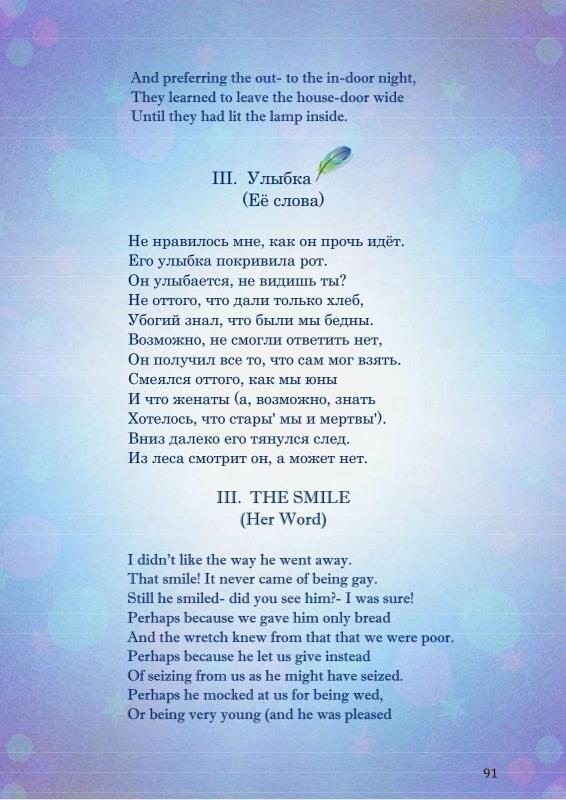 And preferring the out- to the in-door night,
They learned to leave the house-door wide
Until they had lit the lamp inside.
III. Улыбка
(Её слова)
Не нравилось мне, как он прочь идёт.
Его улыбка покривила рот.
Он улыбается, не видишь ты?
Не оттого, что дали только хлеб,
Убогий знал, что были мы бедны.
Возможно, не смогли ответить нет,
Он получил все то, что сам мог взять.
Смеялся оттого, как мы юны
И что женаты (а, возможно, знать
Хотелось, что стары' мы и мертвы').
Вниз далеко его тянулся след.
Из леса смотрит он, а может нет.
III. THE SMILE
(Her Word)
I didn't like the way he went away.
That smile! It never came of being gay.
Still he smiled- did you see him?- I was sure!
Perhaps because we gave him only bread
And the wretch knew from that that we were poor.
Perhaps because he let us give instead
Of seizing from us as he might have seized.
Perhaps he mocked at us for being wed,
Or being very young (and he was pleased
91